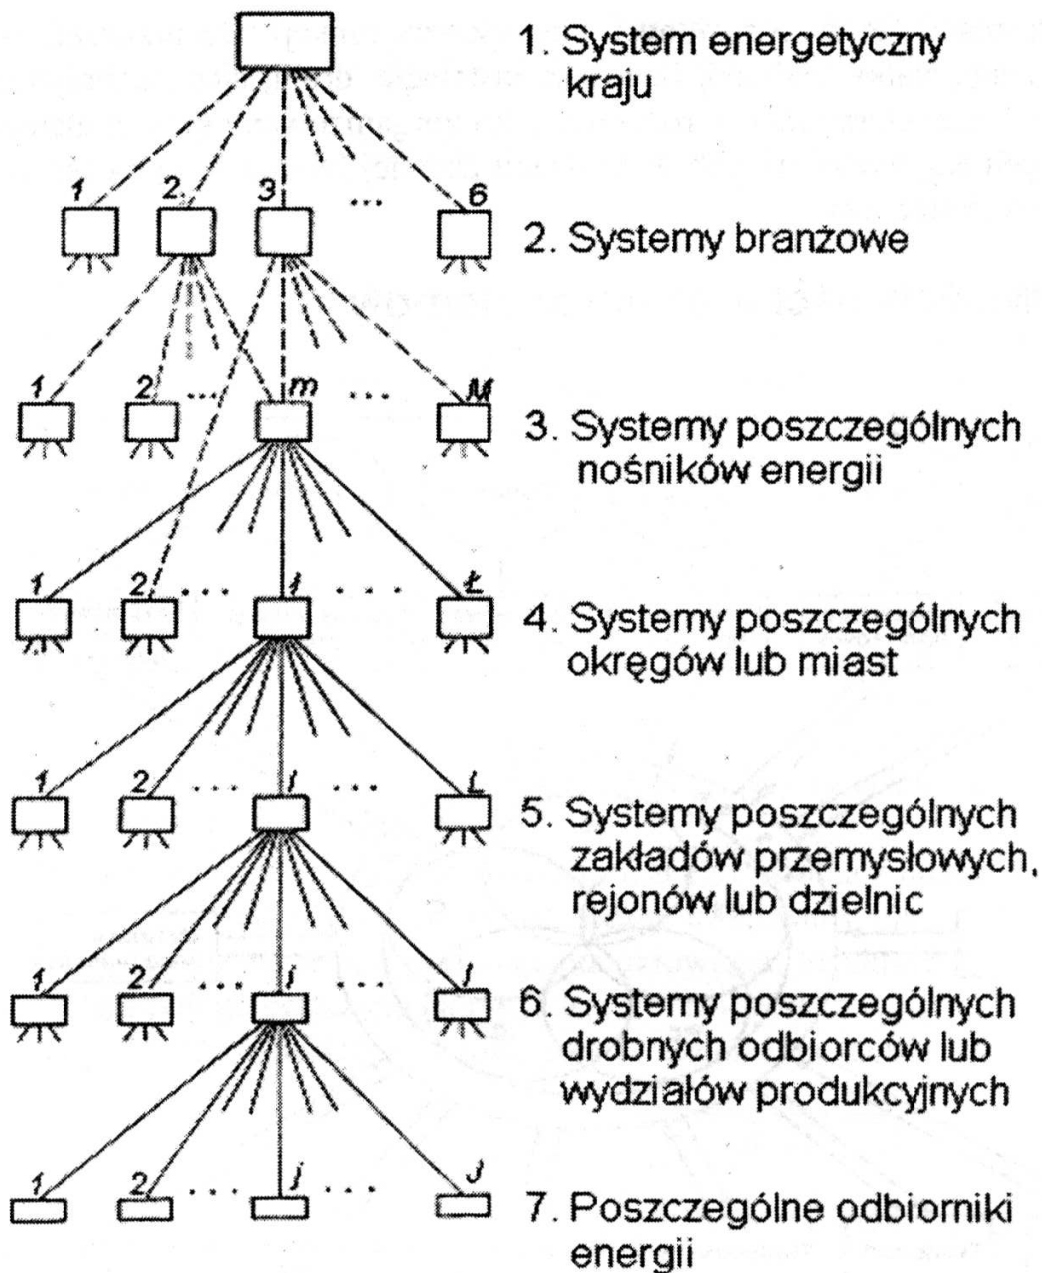 1. System energetyczny
kraju
1 2. 3 ... 6
2. Systemy branżowe
1 2 ... m ... M
3. Systemy poszczególnych
nośników energii
1 2 ... ł ... Ł
4. Systemy poszczególnych
okręgów lub miast
1 2 ... l ... L
5. Systemy poszczególnych
zakładów przemysłowych,
rejonów lub dzielnic
1 2 ... i ... I
6. Systemy poszczególnych
drobnych odbiorców lub
wydziałów produkcyjnych
1 2 ... j ... J
7. Poszczególne odbiorniki
energii